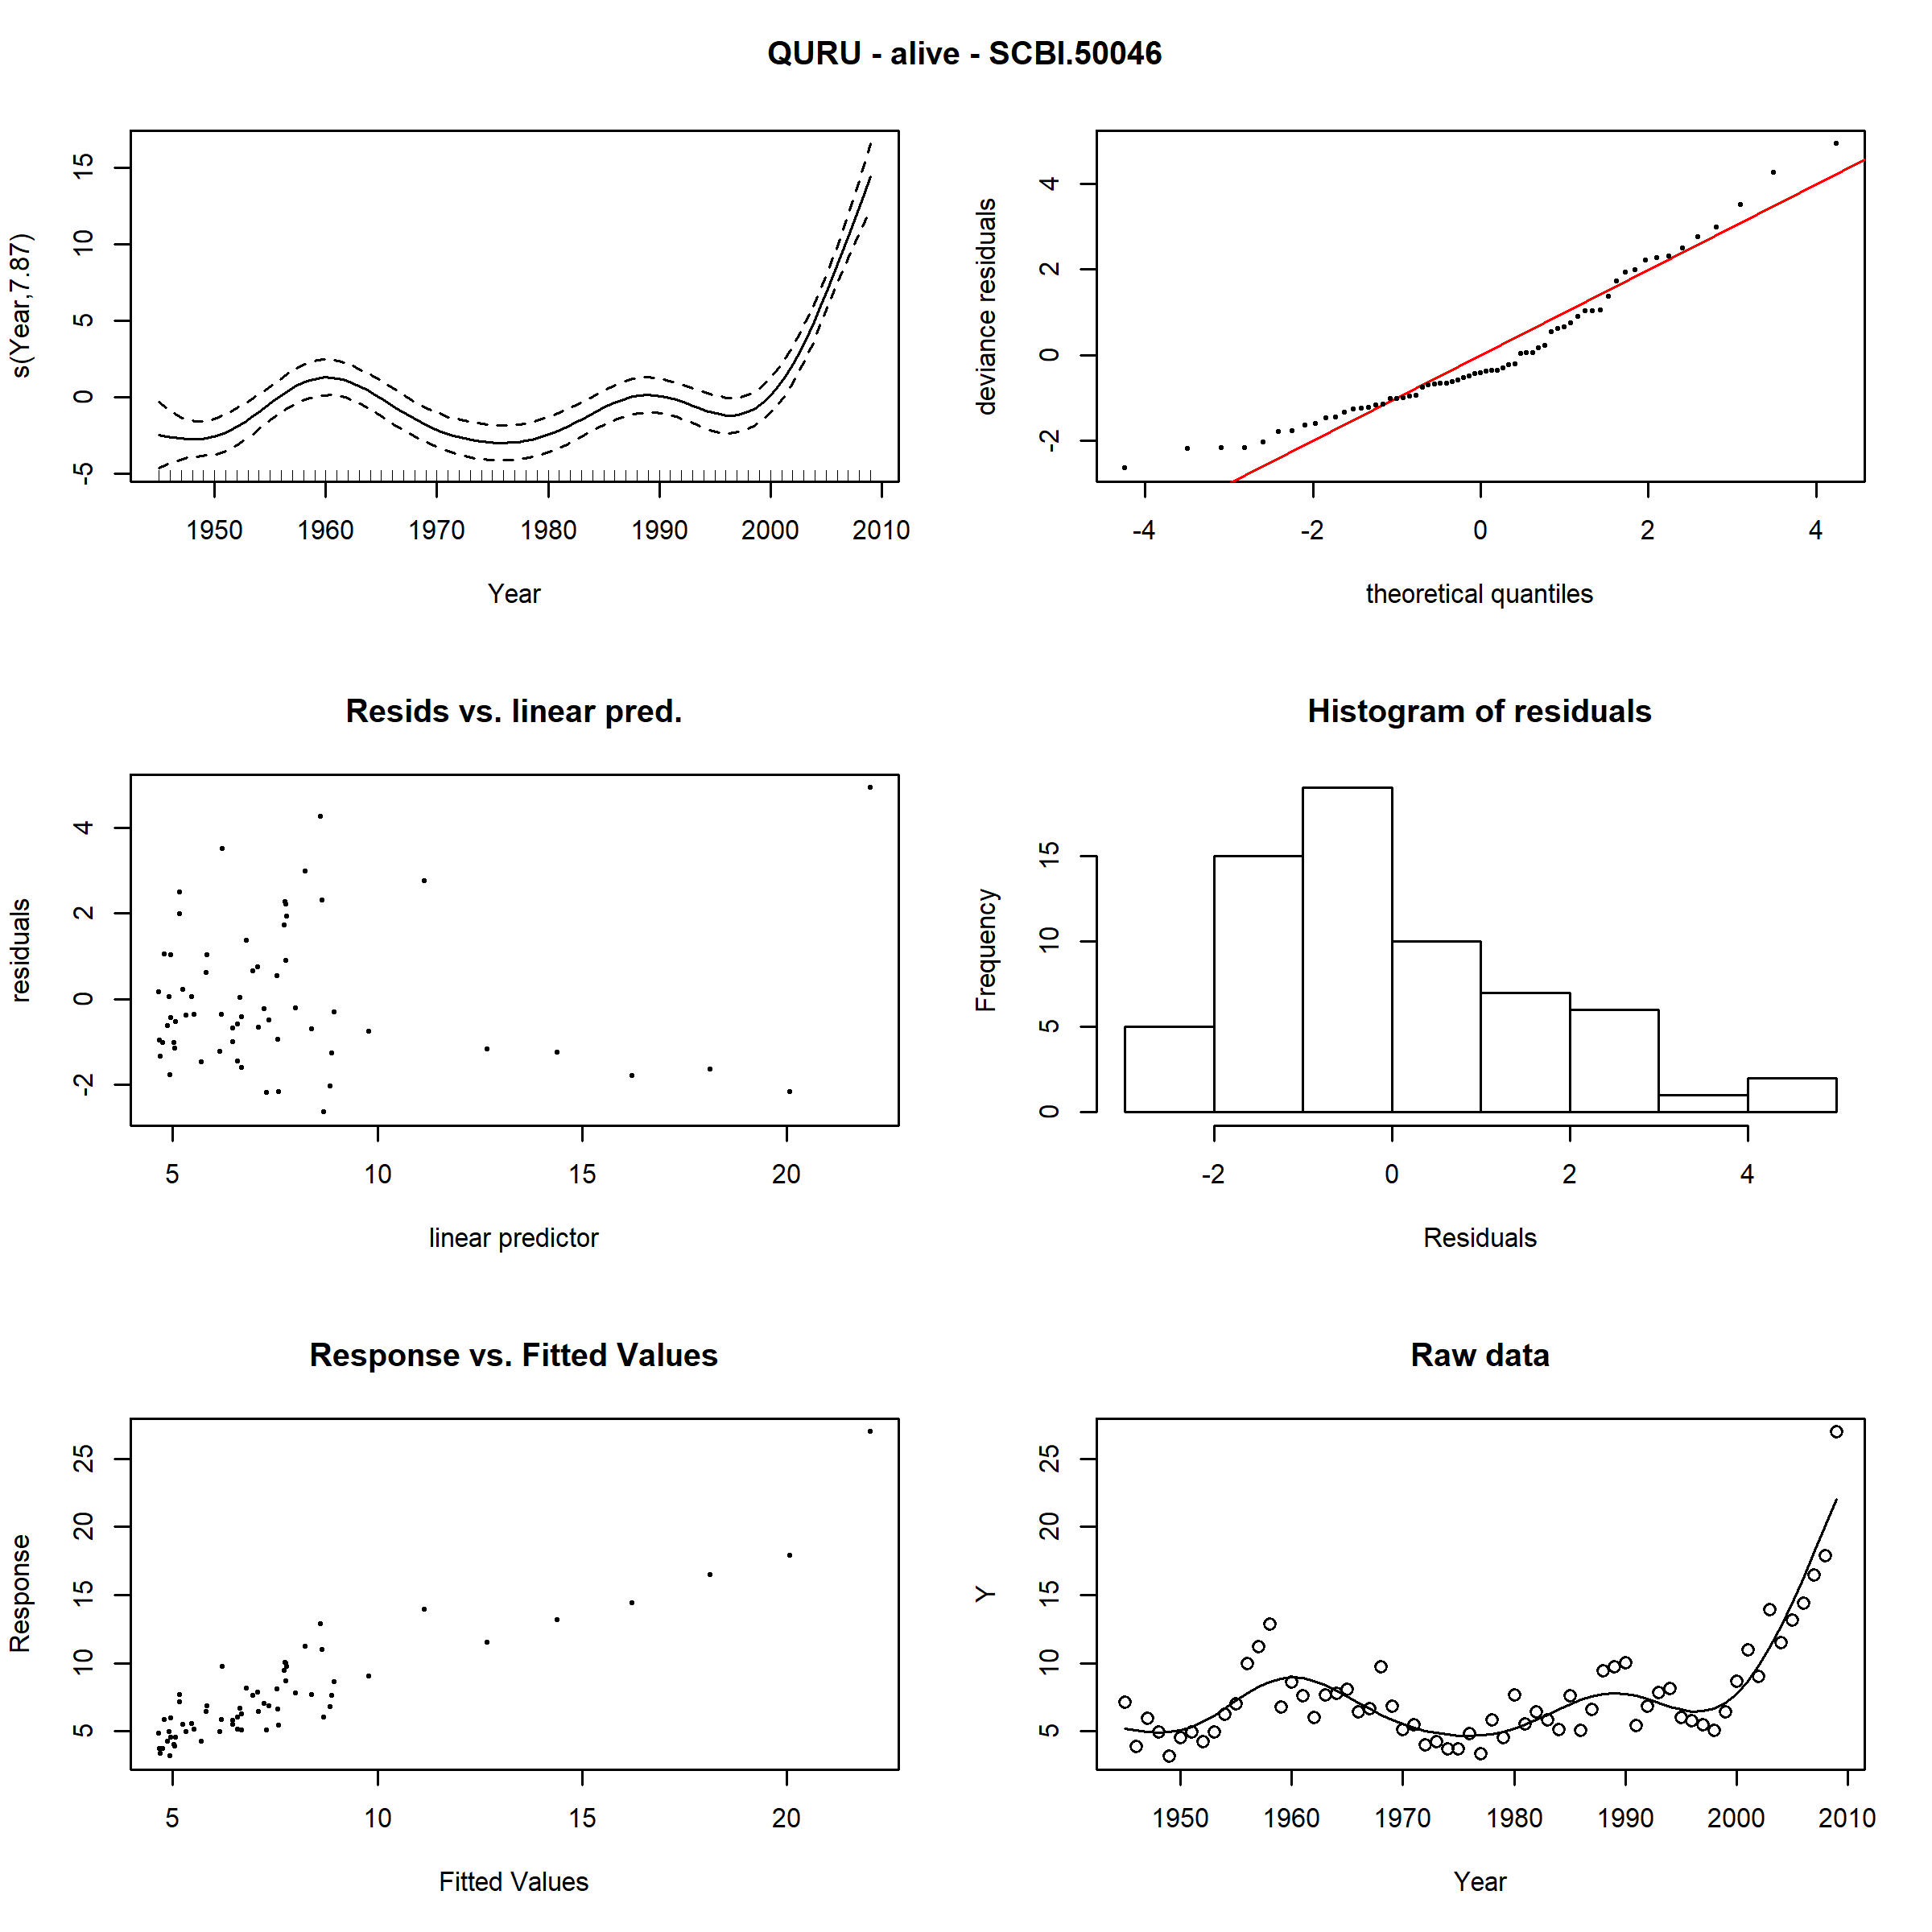 QURU - alive - SCBI.50046
s(Year,7.87)
15
10
5
0
-5
1950 1960 1970 1980 1990 2000 2010
Year
deviance residuals
4
2
0
-2
-4 -2 0 2 4
theoretical quantiles
Resids vs. linear pred.
residuals
4
2
0
-2
5 10 15 20
linear predictor
Histogram of residuals
Frequency
15
10
5
0
-2 0 2 4
Residuals
Response vs. Fitted Values
Response
25
20
15
10
5
5 10 15 20
Fitted Values
Raw data
Y
25
20
15
10
5
1950 1960 1970 1980 1990 2000 2010
Year